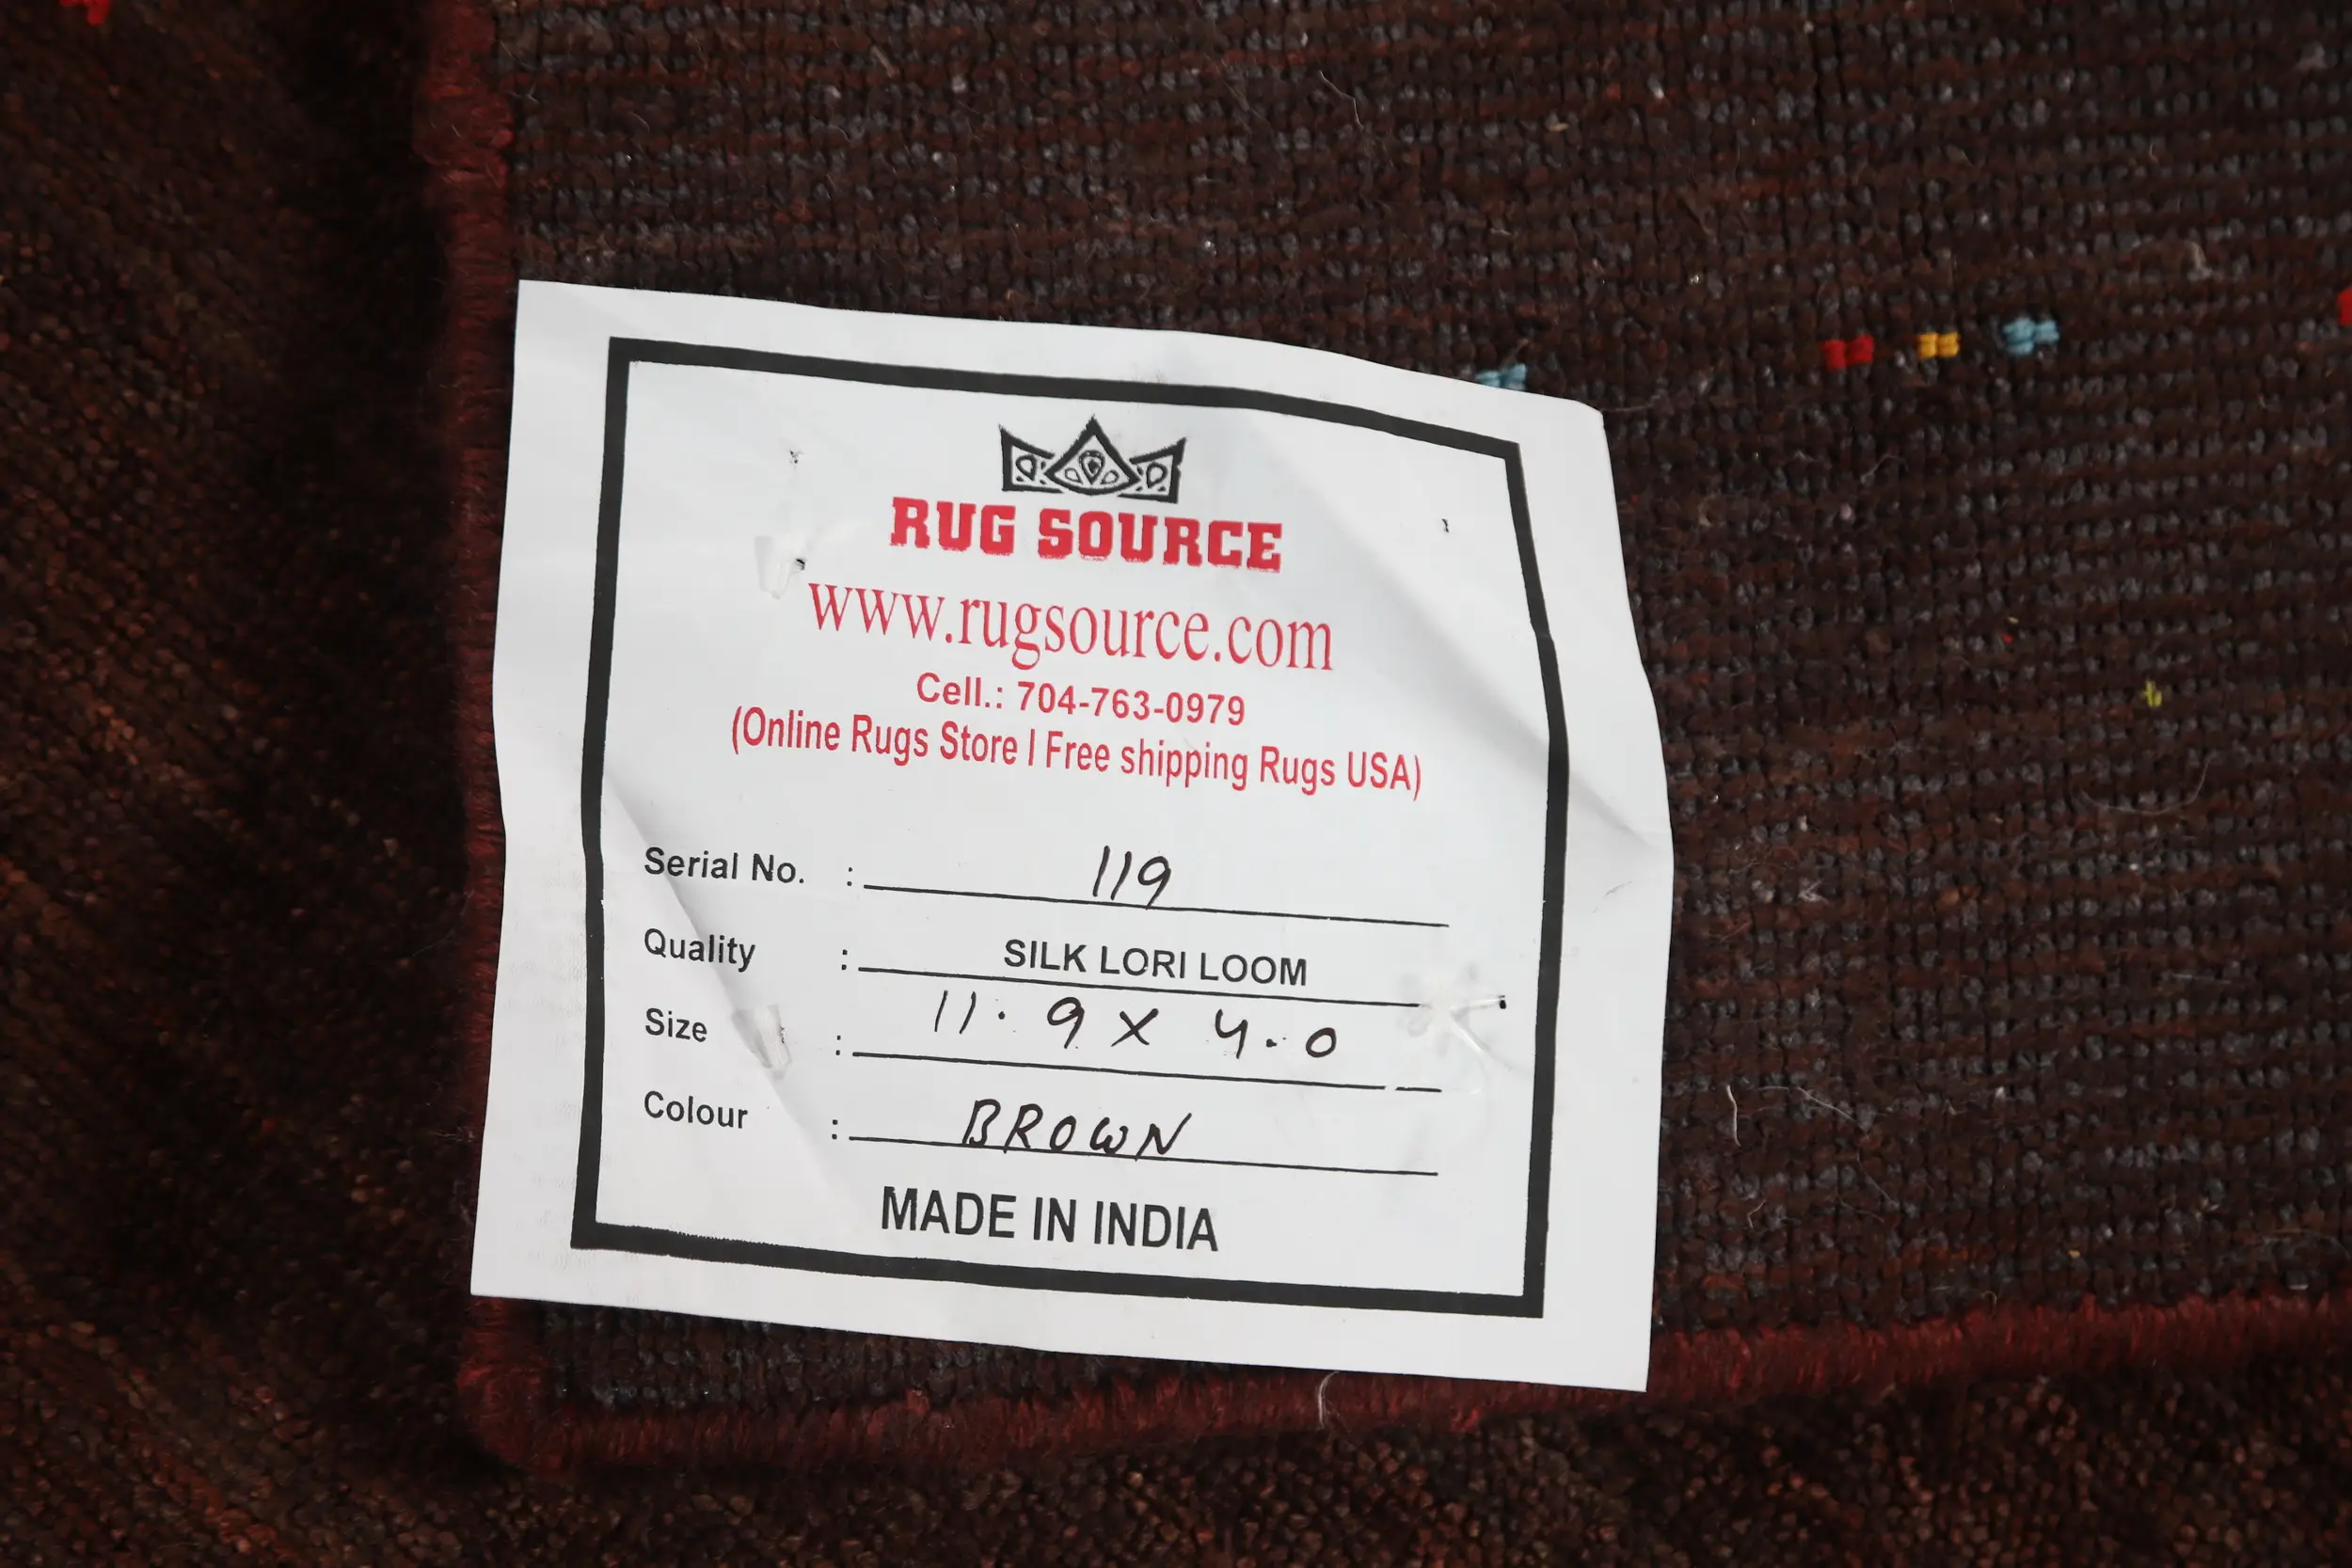 RUG SOURCE
www.rugsource.com
Cell.: 704-763-0979
(Online Rugs Store | Free shipping Rugs USA)
Serial No. : 119
Quality : SILK LORI LOOM
Size : 11.9 X 4.0
Colour : BROWN
MADE IN INDIA